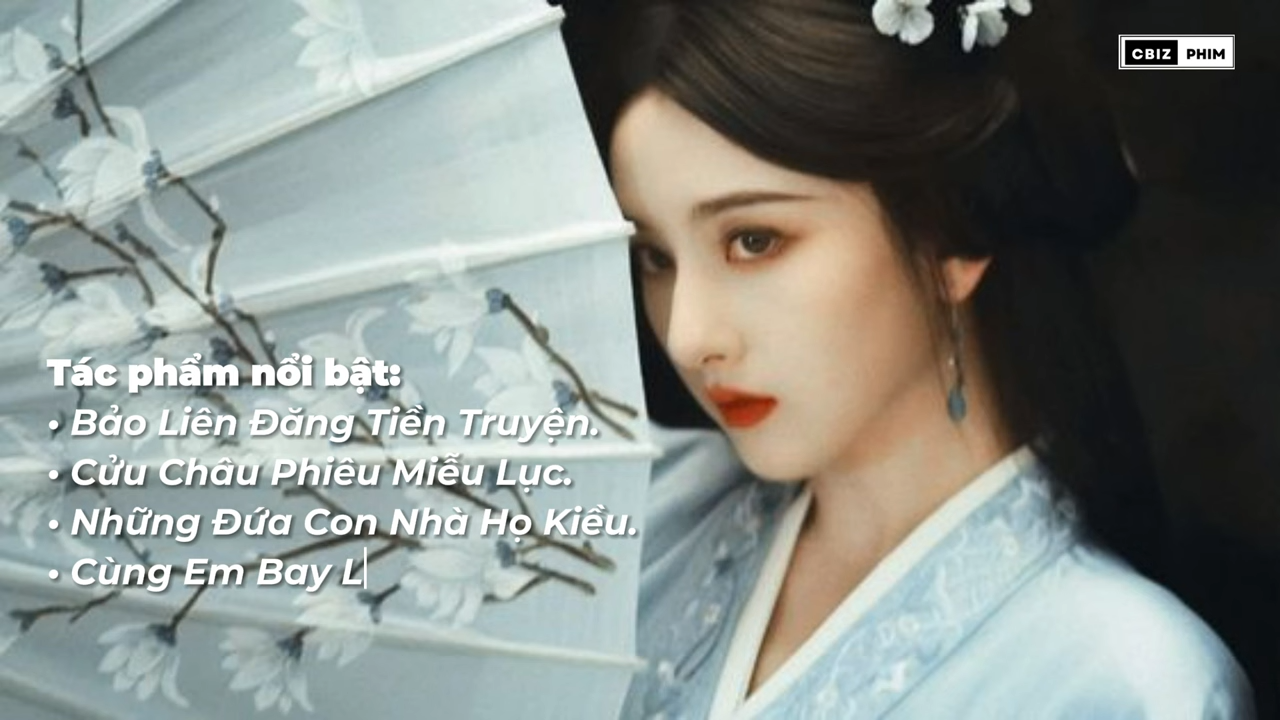 CBIZ PHIM
Tác phẩm nổi bật:
• Bảo Liên Đăng Tiền Truyện.
• Cửu Châu Phiêu Miễu Lục.
• Những Đứa Con Nhà Họ Kiều.
• Cùng Em Bay L